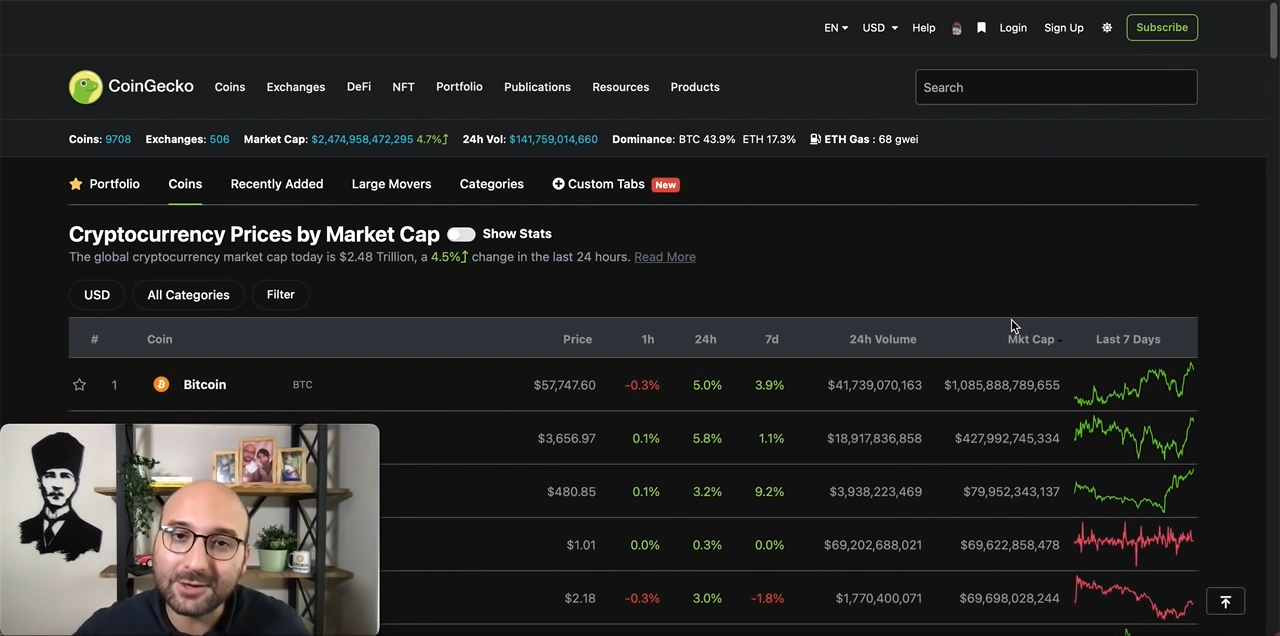 EN USD Help Login Sign Up Subscribe
CoinGecko Coins Exchanges DeFi NFT Portfolio Publications Resources Products Search
Coins: 9708 Exchanges: 506 Market Cap: $2,474,958,472,295 4.7% 24h Vol: $141,759,014,660 Dominance: BTC 43.9% ETH 17.3% ETH Gas : 68 gwei
Portfolio Coins Recently Added Large Movers Categories Custom Tabs New
Cryptocurrency Prices by Market Cap Show Stats
The global cryptocurrency market cap today is $2.48 Trillion, a 4.5% change in the last 24 hours. Read More
USD All Categories Filter
# Coin Price 1h 24h 7d 24h Volume Mkt Cap Last 7 Days
1 Bitcoin BTC $57,747.60 -0.3% 5.0% 3.9% $41,739,070,163 $1,085,888,789,655
$3,656.97 0.1% 5.8% 1.1% $18,917,836,858 $427,992,745,334
$480.85 0.1% 3.2% 9.2% $3,938,223,469 $79,952,343,137
$1.01 0.0% 0.3% 0.0% $69,202,688,021 $69,622,858,478
$2.18 -0.3% 3.0% -1.8% $1,770,400,071 $69,698,028,244